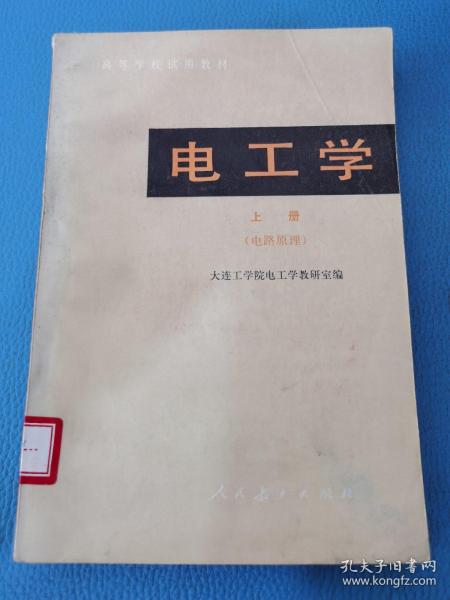 高等学校试用教材
电工学
上册
(电路原理)
大连工学院电工学教研室编
人民教育出版社
孔夫子旧书网
www.kongfz.com